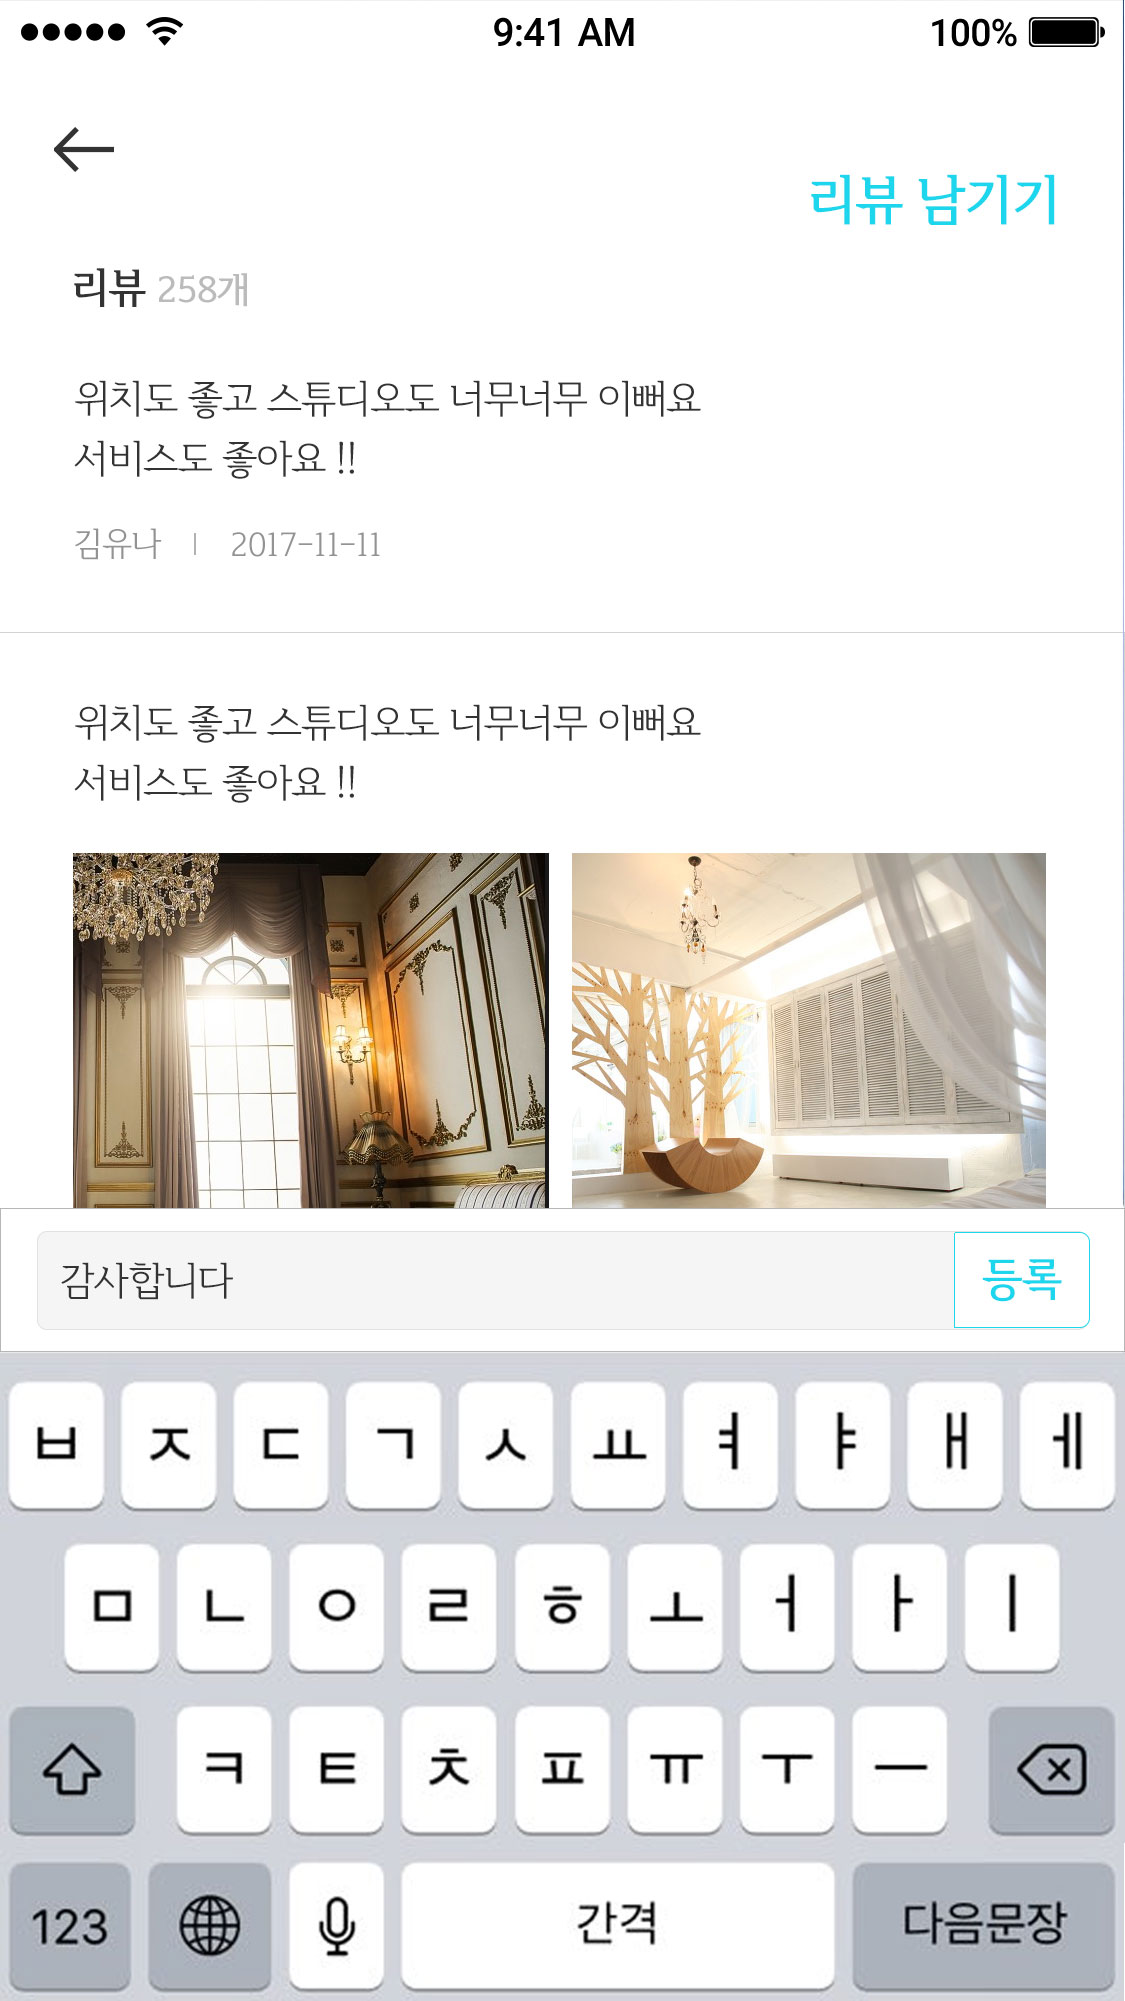 9:41 AM
100%
리뷰 남기기
리뷰 258개
위치도 좋고 스튜디오도 너무너무 이뻐요
서비스도 좋아요 !!
김유나 | 2017-11-11
위치도 좋고 스튜디오도 너무너무 이뻐요
서비스도 좋아요 !!
감사합니다
등록
ㅂ ㅈ ㄷ ㄱ ㅅ ㅛ ㅕ ㅑ ㅐ ㅔ
ㅁ ㄴ ㅇ ㄹ ㅎ ㅗ ㅓ ㅏ ㅣ
ㅋ ㅌ ㅊ ㅍ ㅠ ㅜ ㅡ
123 간격 다음문장